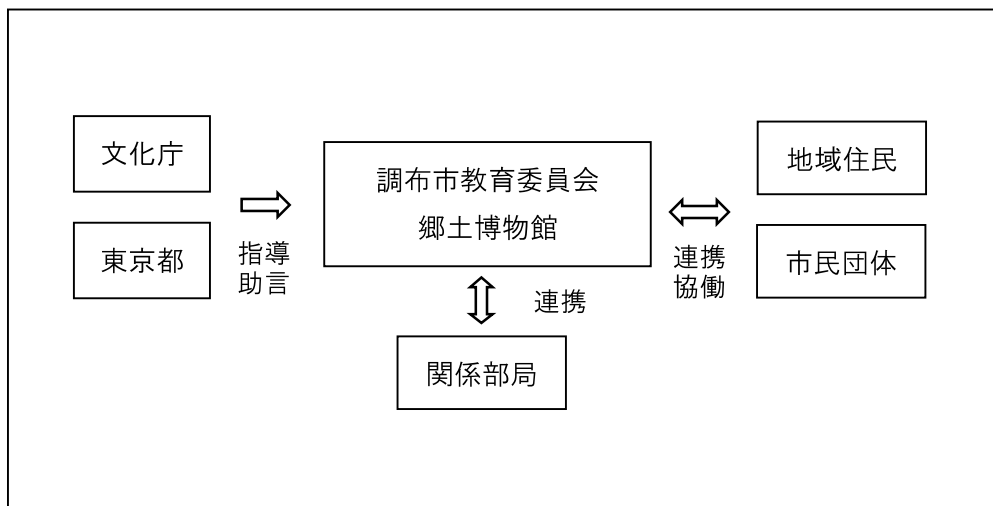 文化庁
東京都
指導
助言
調布市教育委員会
郷土博物館
連携
関係部局
連携
協働
地域住民
市民団体